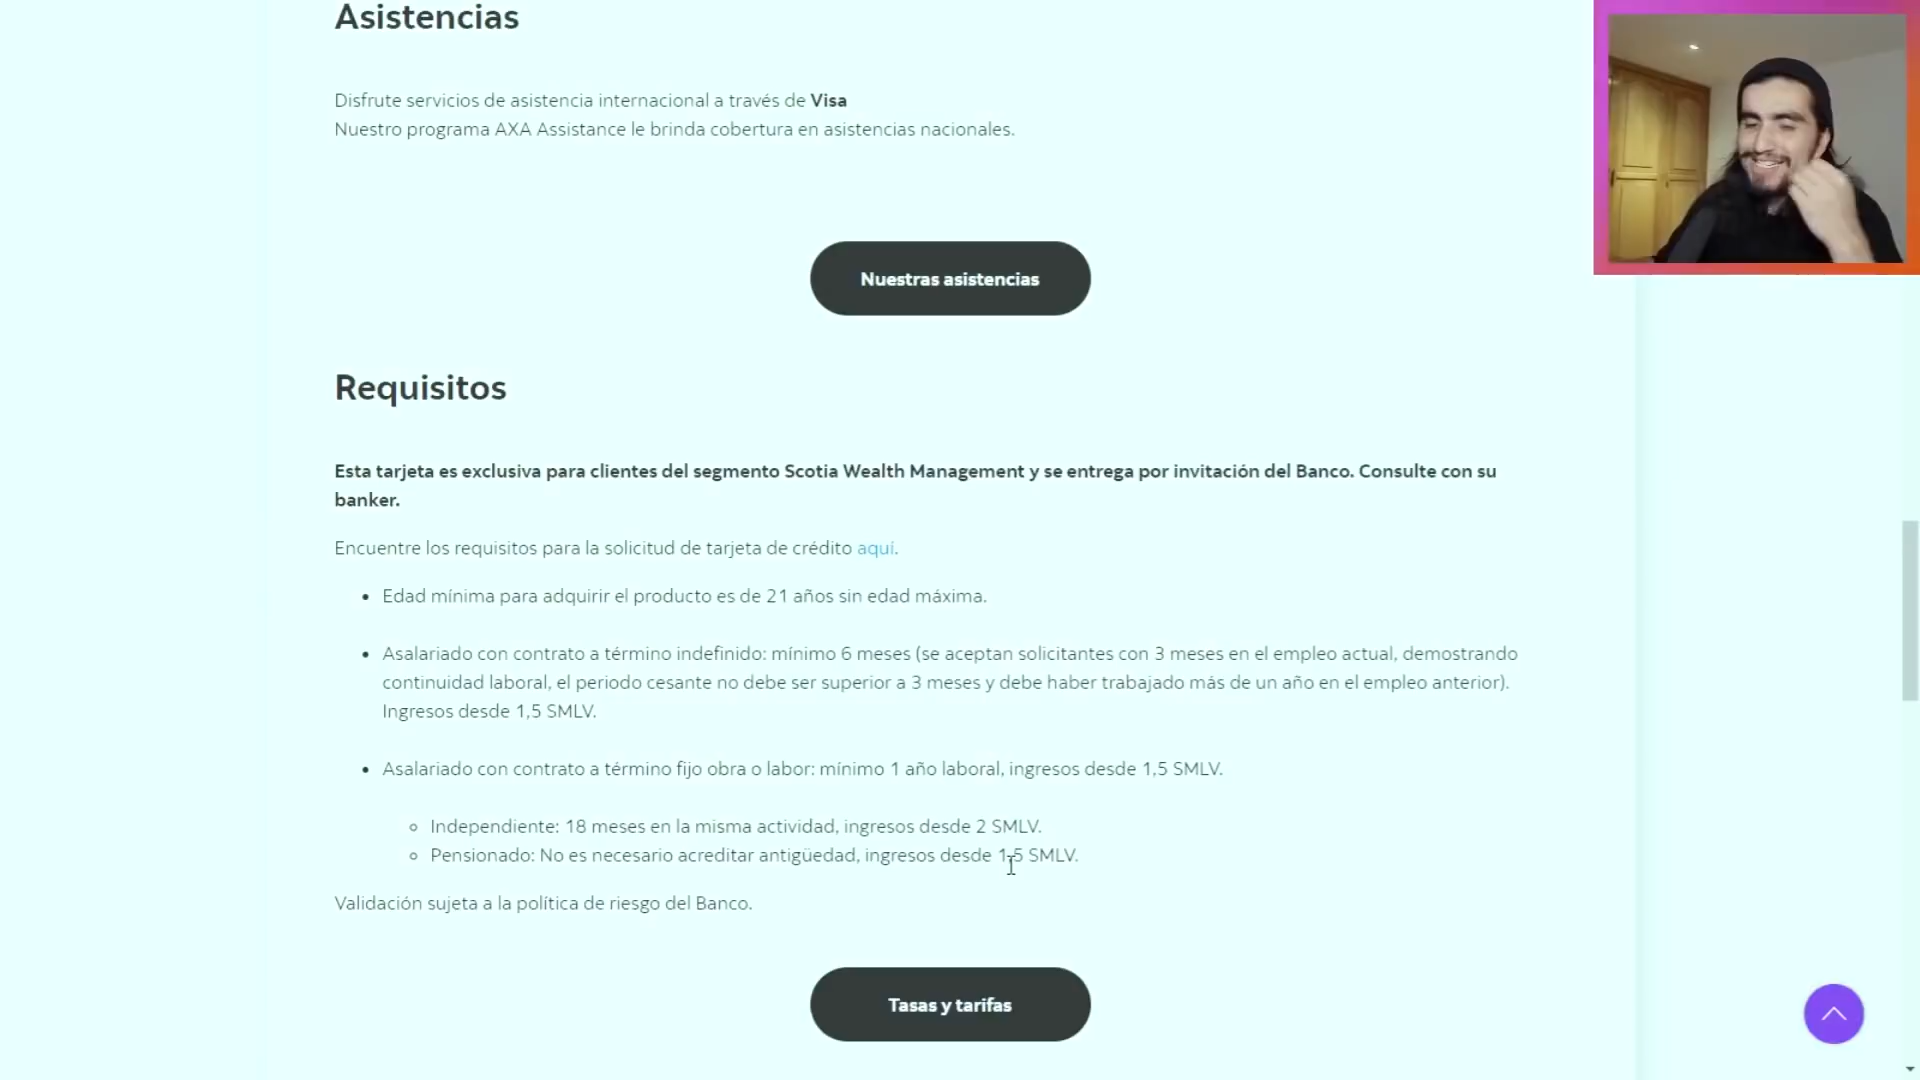 Asistencias
Disfrute servicios de asistencia internacional a través de Visa
Nuestro programa AXA Assistance le brinda cobertura en asistencias nacionales.
Nuestras asistencias
Requisitos
Esta tarjeta es exclusiva para clientes del segmento Scotia Wealth Management y se entrega por invitación del Banco. Consulte con su
banker.
Encuentre los requisitos para la solicitud de tarjeta de crédito aquí.
• Edad mínima para adquirir el producto es de 21 años sin edad máxima.
• Asalariado con contrato a término indefinido: mínimo 6 meses (se aceptan solicitantes con 3 meses en el empleo actual, demostrando
continuidad laboral, el periodo cesante no debe ser superior a 3 meses y debe haber trabajado más de un año en el empleo anterior).
Ingresos desde 1,5 SMLV.
• Asalariado con contrato a término fijo obra o labor: mínimo 1 año laboral, ingresos desde 1,5 SMLV.
○ Independiente: 18 meses en la misma actividad, ingresos desde 2 SMLV.
○ Pensionado: No es necesario acreditar antigüedad, ingresos desde 1,5 SMLV.
Validación sujeta a la política de riesgo del Banco.
Tasas y tarifas